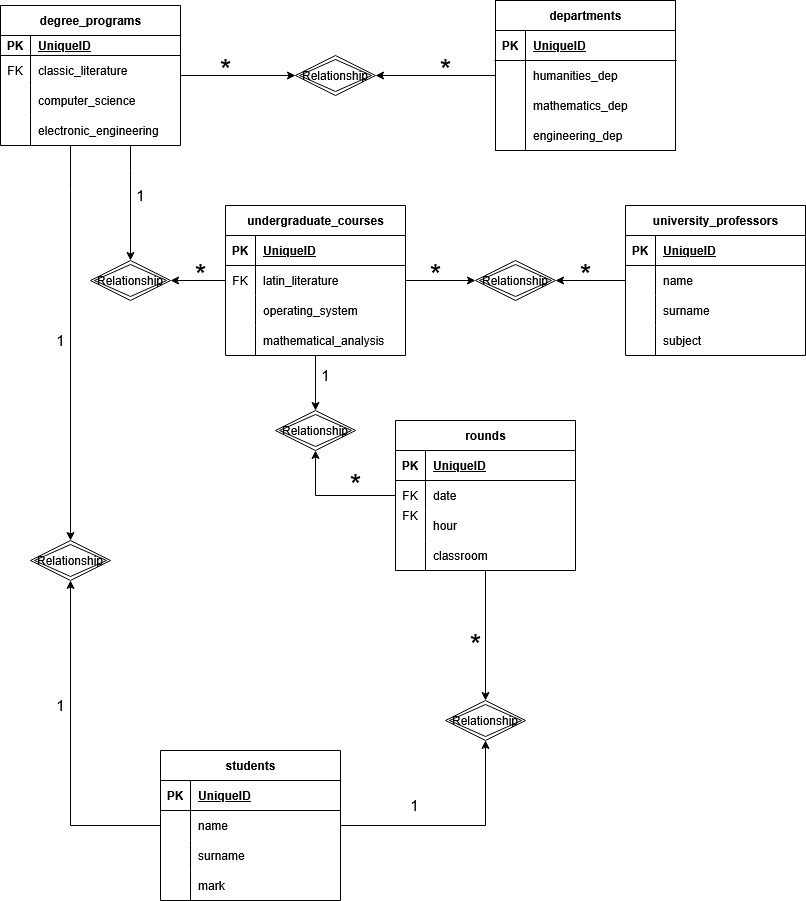 degree_programs
PK UniqueID
FK classic_literature
computer_science
electronic_engineering
* Relationship *
departments
PK UniqueID
humanities_dep
mathematics_dep
engineering_dep
1
Relationship
*
undergraduate_courses
PK UniqueID
FK latin_literature
operating_system
mathematical_analysis
* Relationship *
university_professors
PK UniqueID
name
surname
subject
1
1
Relationship
*
rounds
PK UniqueID
FK date
FK
hour
classroom
Relationship
*
1
Relationship
1
students
PK UniqueID
name
surname
mark